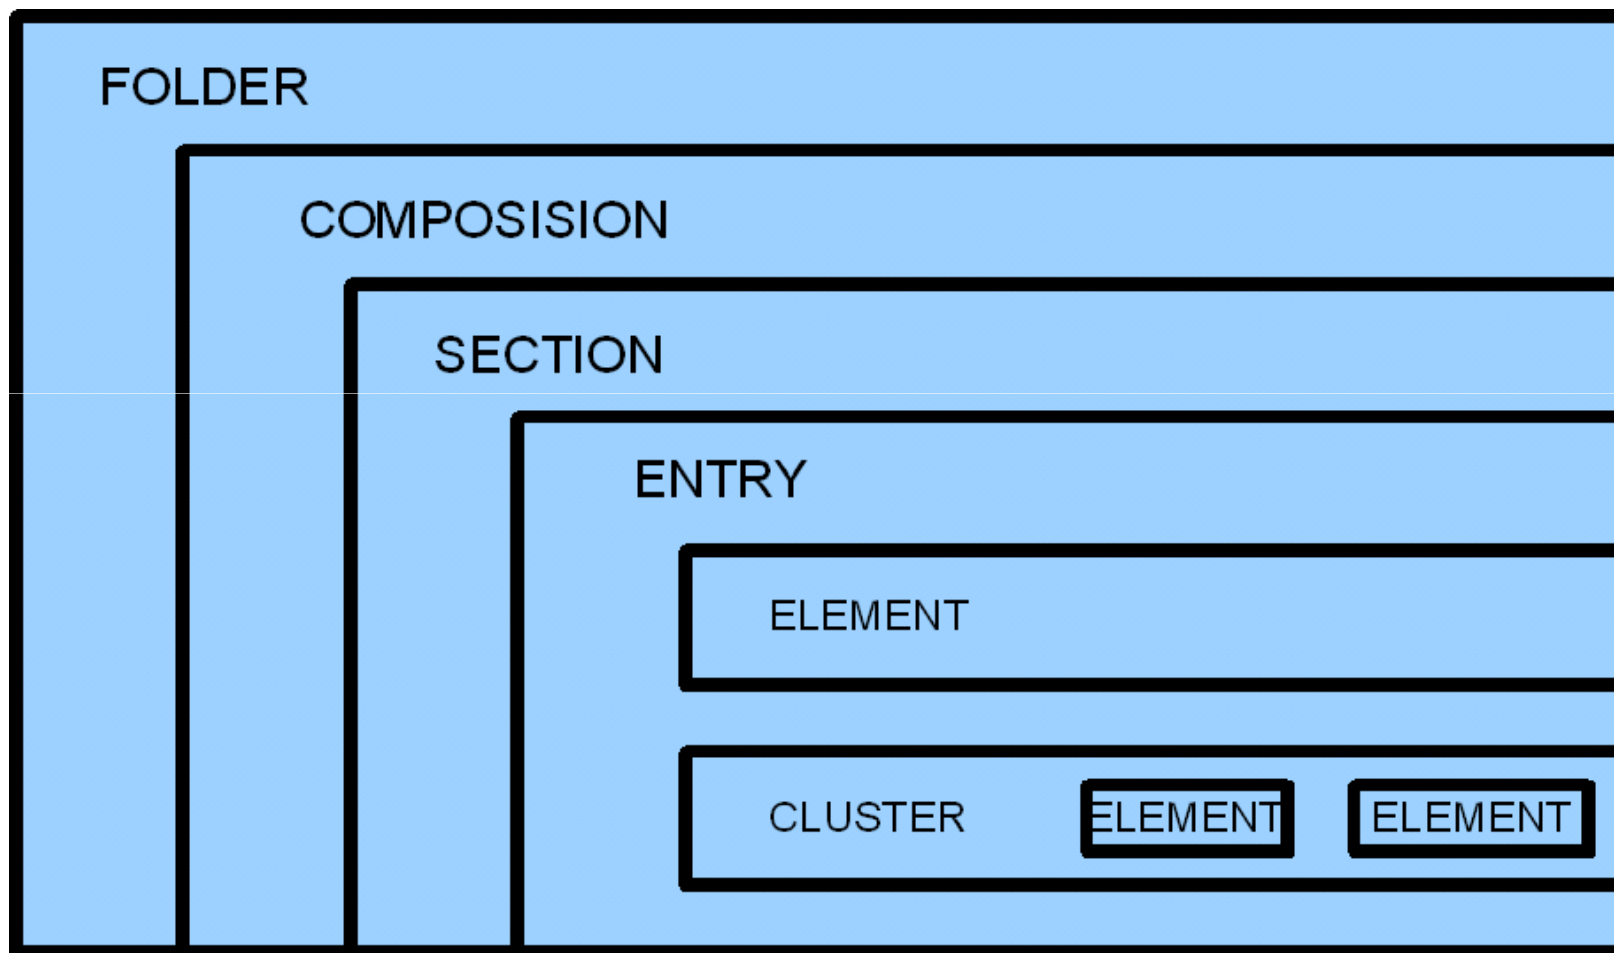 FOLDER
COMPOSISION
SECTION
ENTRY
ELEMENT
CLUSTER ELEMENT ELEMENT